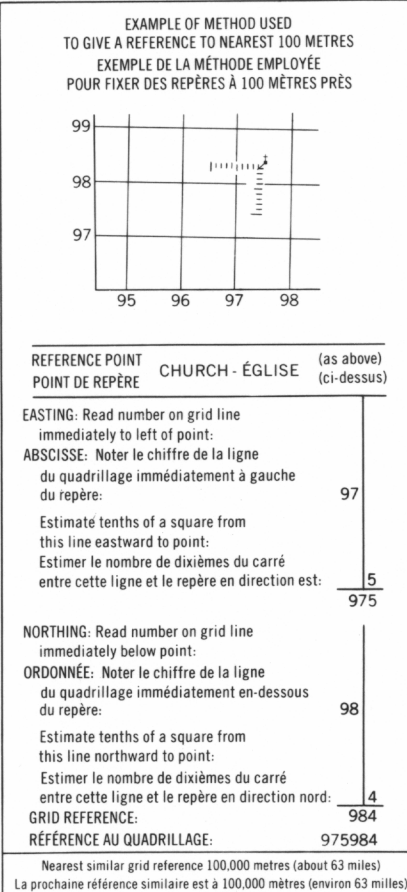 EXAMPLE OF METHOD USED
TO GIVE A REFERENCE TO NEAREST 100 METRES
EXEMPLE DE LA MÉTHODE EMPLOYÉE
POUR FIXER DES REPÈRES À 100 MÈTRES PRÈS
99
98
97
95 96 97 98
REFERENCE POINT
POINT DE REPÈRE
CHURCH - ÉGLISE
(as above)
(ci-dessus)
EASTING: Read number on grid line
immediately to left of point:
ABSCISSE: Noter le chiffre de la ligne
du quadrillage immédiatement à gauche
du repère: 97
Estimate tenths of a square from
this line eastward to point:
Estimer le nombre de dixièmes du carré
entre cette ligne et le repère en direction est: 5
975
NORTHING: Read number on grid line
immediately below point:
ORDONNÉE: Noter le chiffre de la ligne
du quadrillage immédiatement en-dessous
du repère: 98
Estimate tenths of a square from
this line northward to point:
Estimer le nombre de dixièmes du carré
entre cette ligne et le repère en direction nord: 4
GRID REFERENCE: 984
RÉFÉRENCE AU QUADRILLAGE: 975984
Nearest similar grid reference 100,000 metres (about 63 miles)
La prochaine référence similaire est à 100,000 mètres (environ 63 milles)